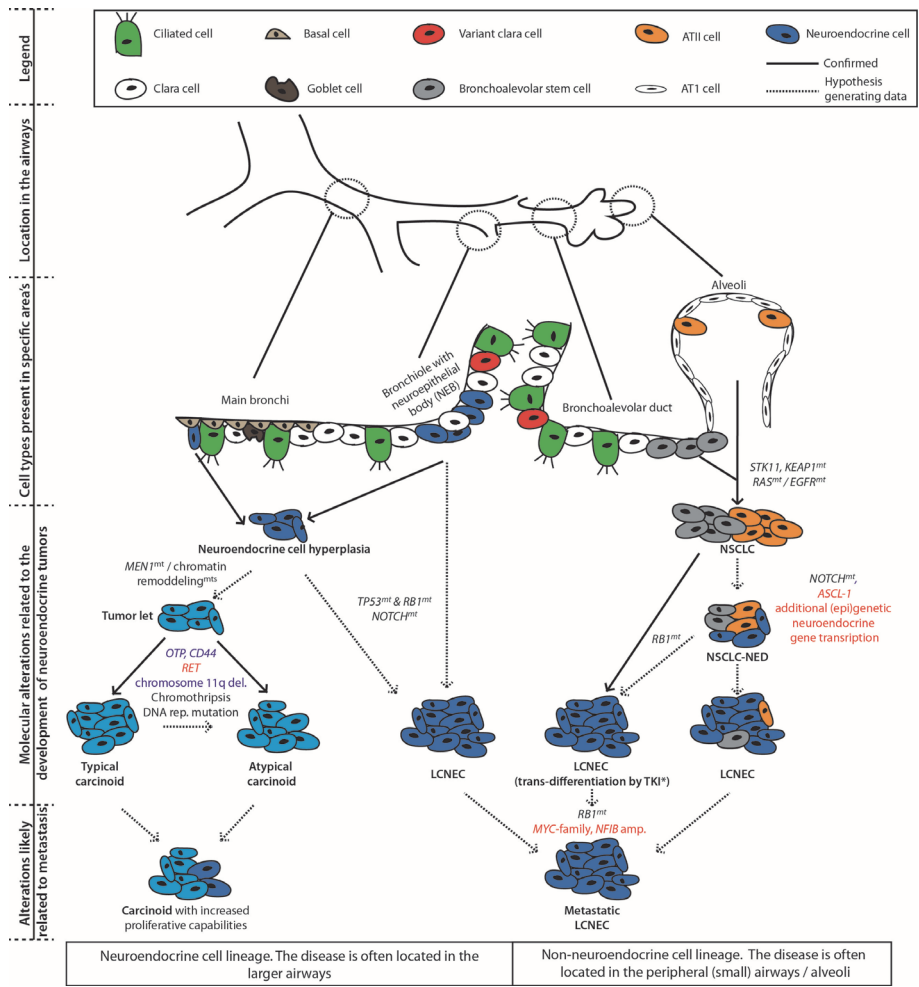 Legend
Ciliated cell
Basal cell
Variant clara cell
ATII cell
Neuroendocrine cell
Confirmed
Clara cell
Goblet cell
Bronchoalevolar stem cell
AT1 cell
Hypothesis
generating data
Location in the airways
Cell types present in specific area's
Alveoli
Bronchiole with
neuroepithelial
body (NEB)
Main bronchi
Bronchoalevolar duct
STK11, KEAP1mt
RASmt / EGFRmt
Molecular alterations related to the
development of neuroendocrine tumors
NSCLC
Neuroendocrine cell hyperplasia
MEN1mt / chromatin
remoddelingmts
TP53mt & RB1mt
NOTCHmt
NOTCHmt,
ASCL-1
additional (epi)genetic
neuroendocrine
gene transription
Tumor let
RB1mt
NSCLC-NED
OTP, CD44
RET
chromosome 11q del.
Chromothripsis
DNA rep. mutation
Typical
carcinoid
Atypical
carcinoid
LCNEC
LCNEC
(trans-differentiation by TKI*)
LCNEC
Alterations likely
related to metastasis
RB1mt
MYC-family, NFIB amp.
Carcinoid with increased
proliferative capabilities
Metastatic
LCNEC
Neuroendocrine cell lineage. The disease is often located in the
larger airways
Non-neuroendocrine cell lineage. The disease is often
located in the peripheral (small) airways / alveoli